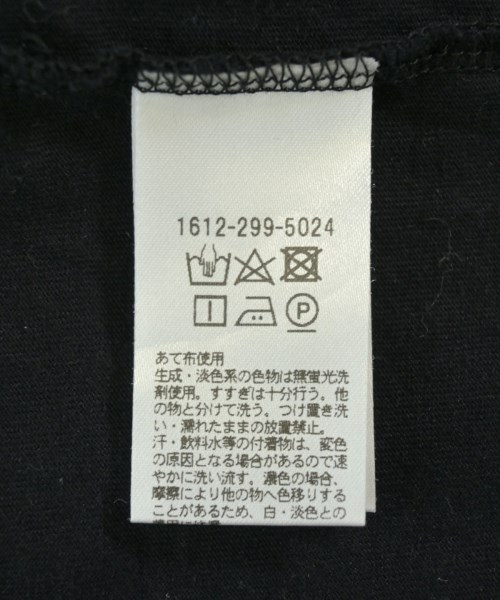 1612-299-5024
P
あて布使用
生成・淡色系の色物は無蛍光洗
剤使用。すすぎは十分行う。他
の物と分けて洗う。つけ置き洗
い・濡れたままの放置禁止。
汗・飲料水等の付着物は、変色
の原因となる場合があるので速
やかに洗い流す。濃色の場合、
摩擦により他の物へ色移りする
ことがあるため、白・淡色との